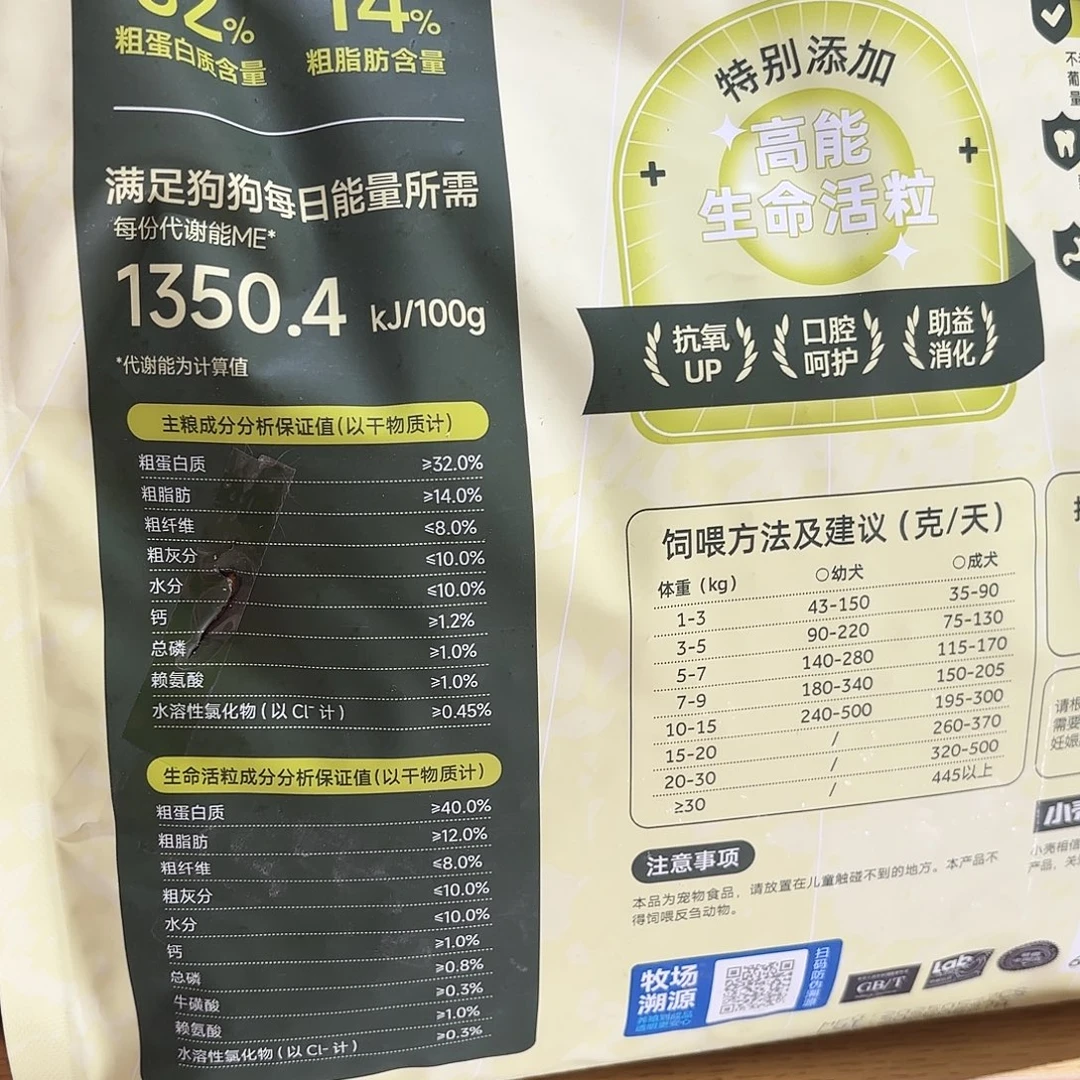 32%
粗蛋白质含量
14%
粗脂肪含量
满足狗狗每日能量所需
每份代谢能ME*
1350.4 kJ/100g
*代谢能为计算值
主粮成分分析保证值(以干物质计)
粗蛋白质 ≥32.0%
粗脂肪 ≥14.0%
粗纤维 ≤8.0%
粗灰分 ≤10.0%
水分 ≤10.0%
钙 ≥1.2%
总磷 ≥1.0%
赖氨酸 ≥1.0%
水溶性氯化物(以Cl⁻计) ≥0.45%
生命活粒成分分析保证值(以干物质计)
粗蛋白质 ≥40.0%
粗脂肪 ≥12.0%
粗纤维 ≤8.0%
粗灰分 ≤10.0%
水分 ≤10.0%
钙 ≥1.0%
总磷 ≥0.8%
牛磺酸 ≥0.3%
赖氨酸 ≥1.0%
水溶性氯化物(以Cl-计) ≥0.3%
特别添加
高能
生命活粒
抗氧
UP
口腔
呵护
助益
消化
饲喂方法及建议(克/天)
体重(kg) ○幼犬 ○成犬
1-3 43-150 35-90
3-5 90-220 75-130
5-7 140-280 115-170
7-9 180-340 150-205
10-15 240-500 195-300
15-20 / 260-370
20-30 / 320-500
≥30 / 445以上
注意事项
本品为宠物食品,请放置在儿童触碰不到的地方。本产品不
得饲喂反刍动物。
牧场
溯源
扫码防伪溯源
GB/T
Lab
请根
需要
妊娠
产品,关